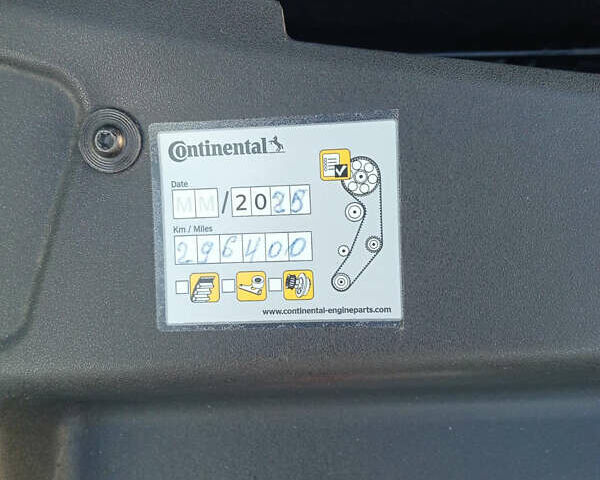 Continental
Date
MM/2025
Km / Miles
296400
www.continental-engineparts.com